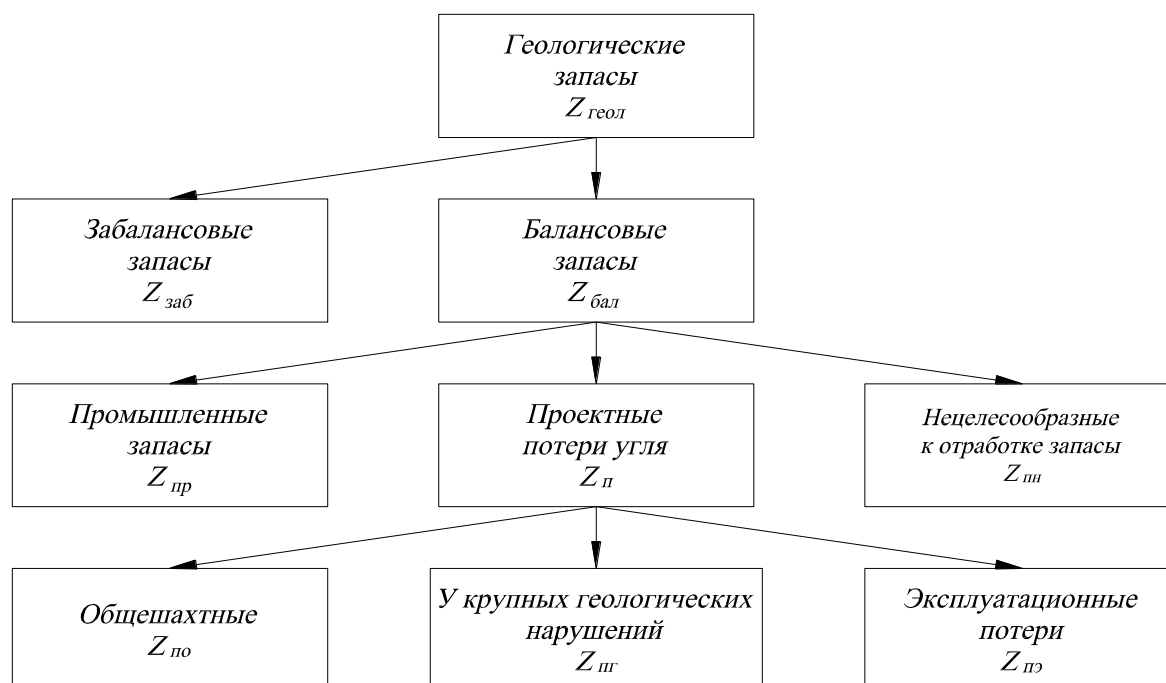 Геологические
запасы
Z геол
Забалансовые
запасы
Z заб
Балансовые
запасы
Z бал
Промышленные
запасы
Z пр
Проектные
потери угля
Z п
Нецелесообразные
к отработке запасы
Z пн
Общешахтные
Z по
У крупных геологических
нарушений
Z пг
Эксплуатационные
потери
Z пэ